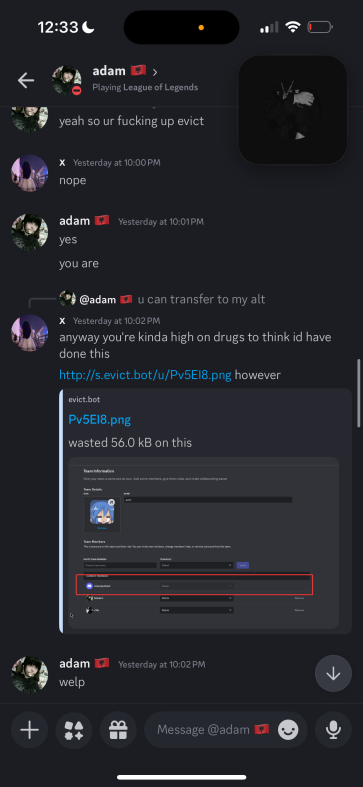 12:33
adam
Playing League of Legends
yeah so ur fucking up evict
x Yesterday at 10:00 PM
nope
adam Yesterday at 10:01 PM
yes
you are
@adam u can transfer to my alt
x Yesterday at 10:02 PM
anyway you're kinda high on drugs to think id have
done this
http://s.evict.bot/u/Pv5EI8.png however
evict.bot
Pv5EI8.png
wasted 56.0 kB on this
Team Information
Team Details
Team Members
adam Yesterday at 10:02 PM
welp
Message @adam